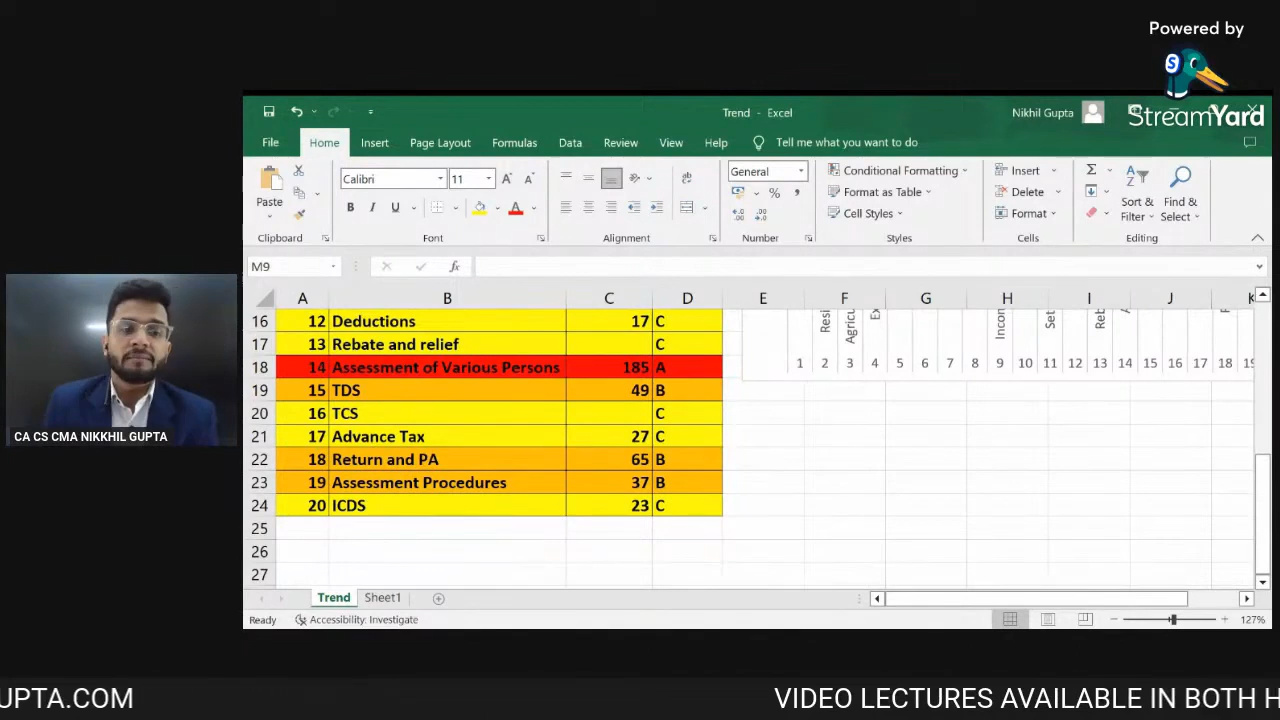 Powered by
StreamYard
Trend - Excel
Nikhil Gupta
File Home Insert Page Layout Formulas Data Review View Help Tell me what you want to do
Paste
Calibri 11
General
Conditional Formatting
Format as Table
Cell Styles
Insert
Delete
Format
Sort &
Filter
Find &
Select
Clipboard Font Alignment Number Styles Cells Editing
M9 fx
A B C D E F G H I J K
16 12 Deductions 17 C
17 13 Rebate and relief C
18 14 Assessment of Various Persons 185 A
19 15 TDS 49 B
20 16 TCS C
21 17 Advance Tax 27 C
22 18 Return and PA 65 B
23 19 Assessment Procedures 37 B
24 20 ICDS 23 C
25
26
27
Resi
Agricu
Ex
Incon
Set
Reb
1 2 3 4 5 6 7 8 9 10 11 12 13 14 15 16 17 18 19
Trend Sheet1
Ready Accessibility: Investigate 127%
CA CS CMA NIKKHIL GUPTA
UPTA.COM
VIDEO LECTURES AVAILABLE IN BOTH H